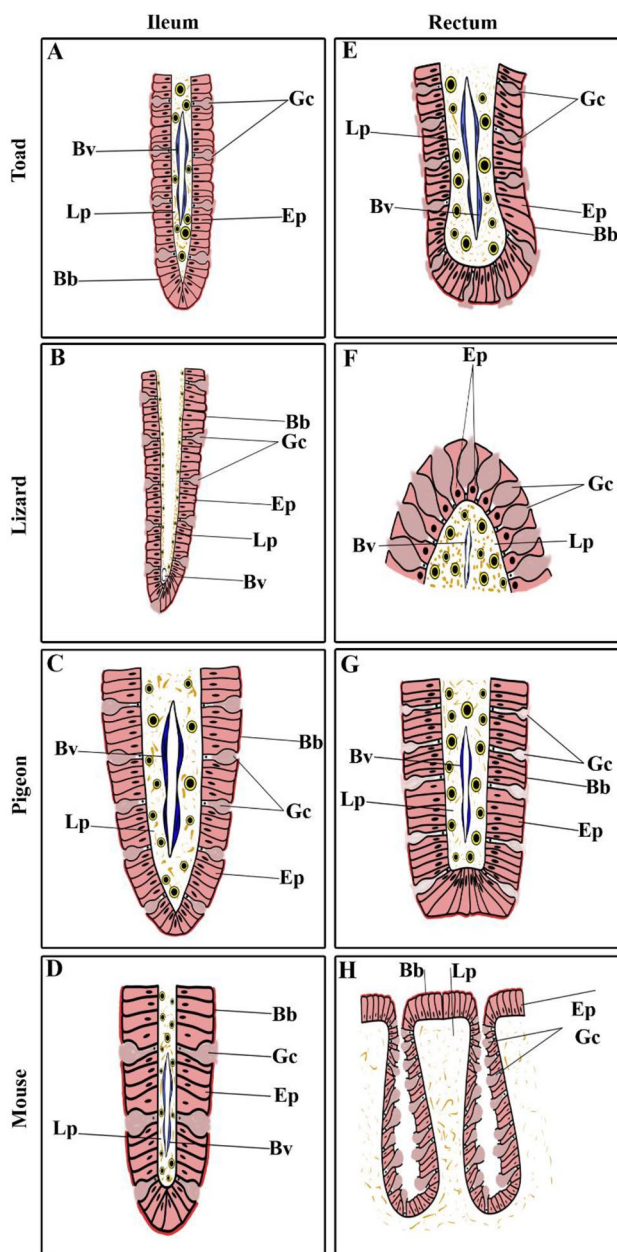 Ileum
Rectum
Toad
A
Gc
Bv
Lp
Ep
Bb
E
Gc
Lp
Ep
Bv
Bb
Lizard
B
Bb
Gc
Ep
Lp
Bv
F
Ep
Gc
Bv
Lp
Pigeon
C
Bb
Bv
Gc
Lp
Ep
G
Gc
Bv
Bb
Lp
Ep
Mouse
D
Bb
Gc
Ep
Lp
Bv
H
Bb
Lp
Ep
Gc